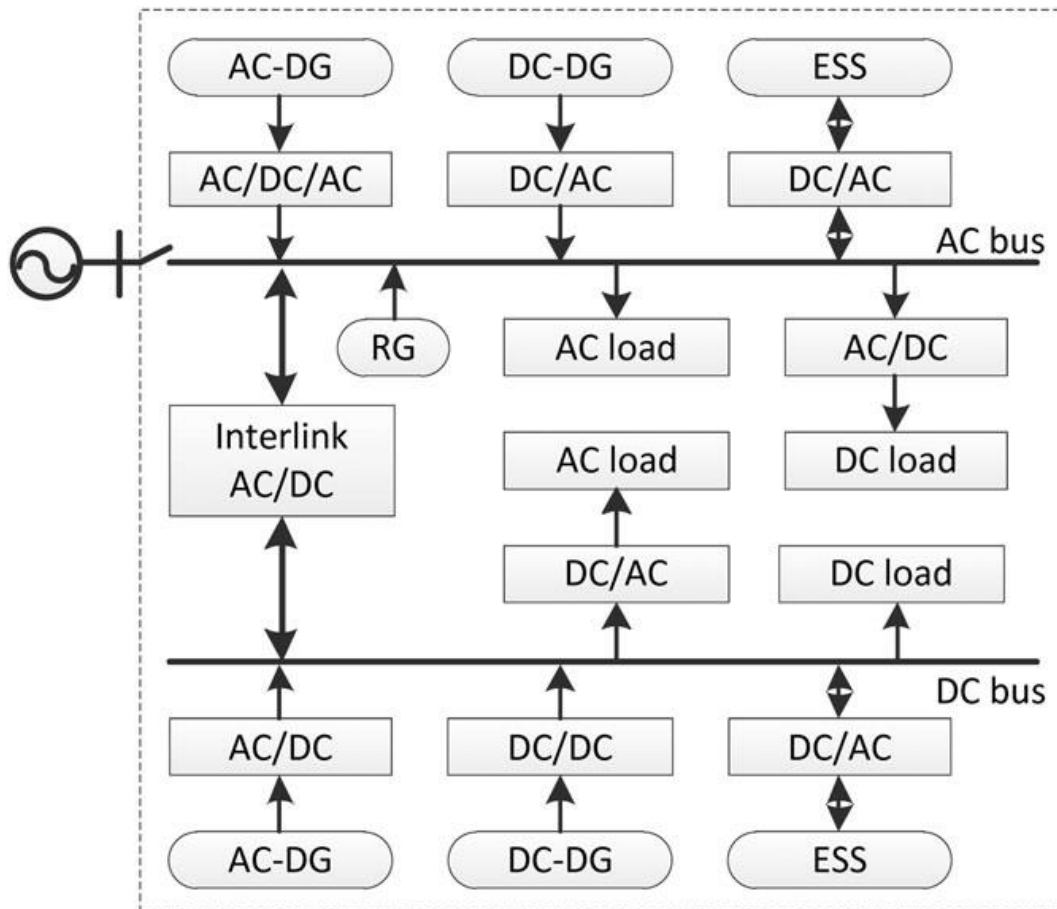 AC-DG
DC-DG
ESS
AC/DC/AC
DC/AC
DC/AC
AC bus
RG
AC load
AC/DC
Interlink
AC/DC
AC load
DC load
DC/AC
DC load
DC bus
AC/DC
DC/DC
DC/AC
AC-DG
DC-DG
ESS